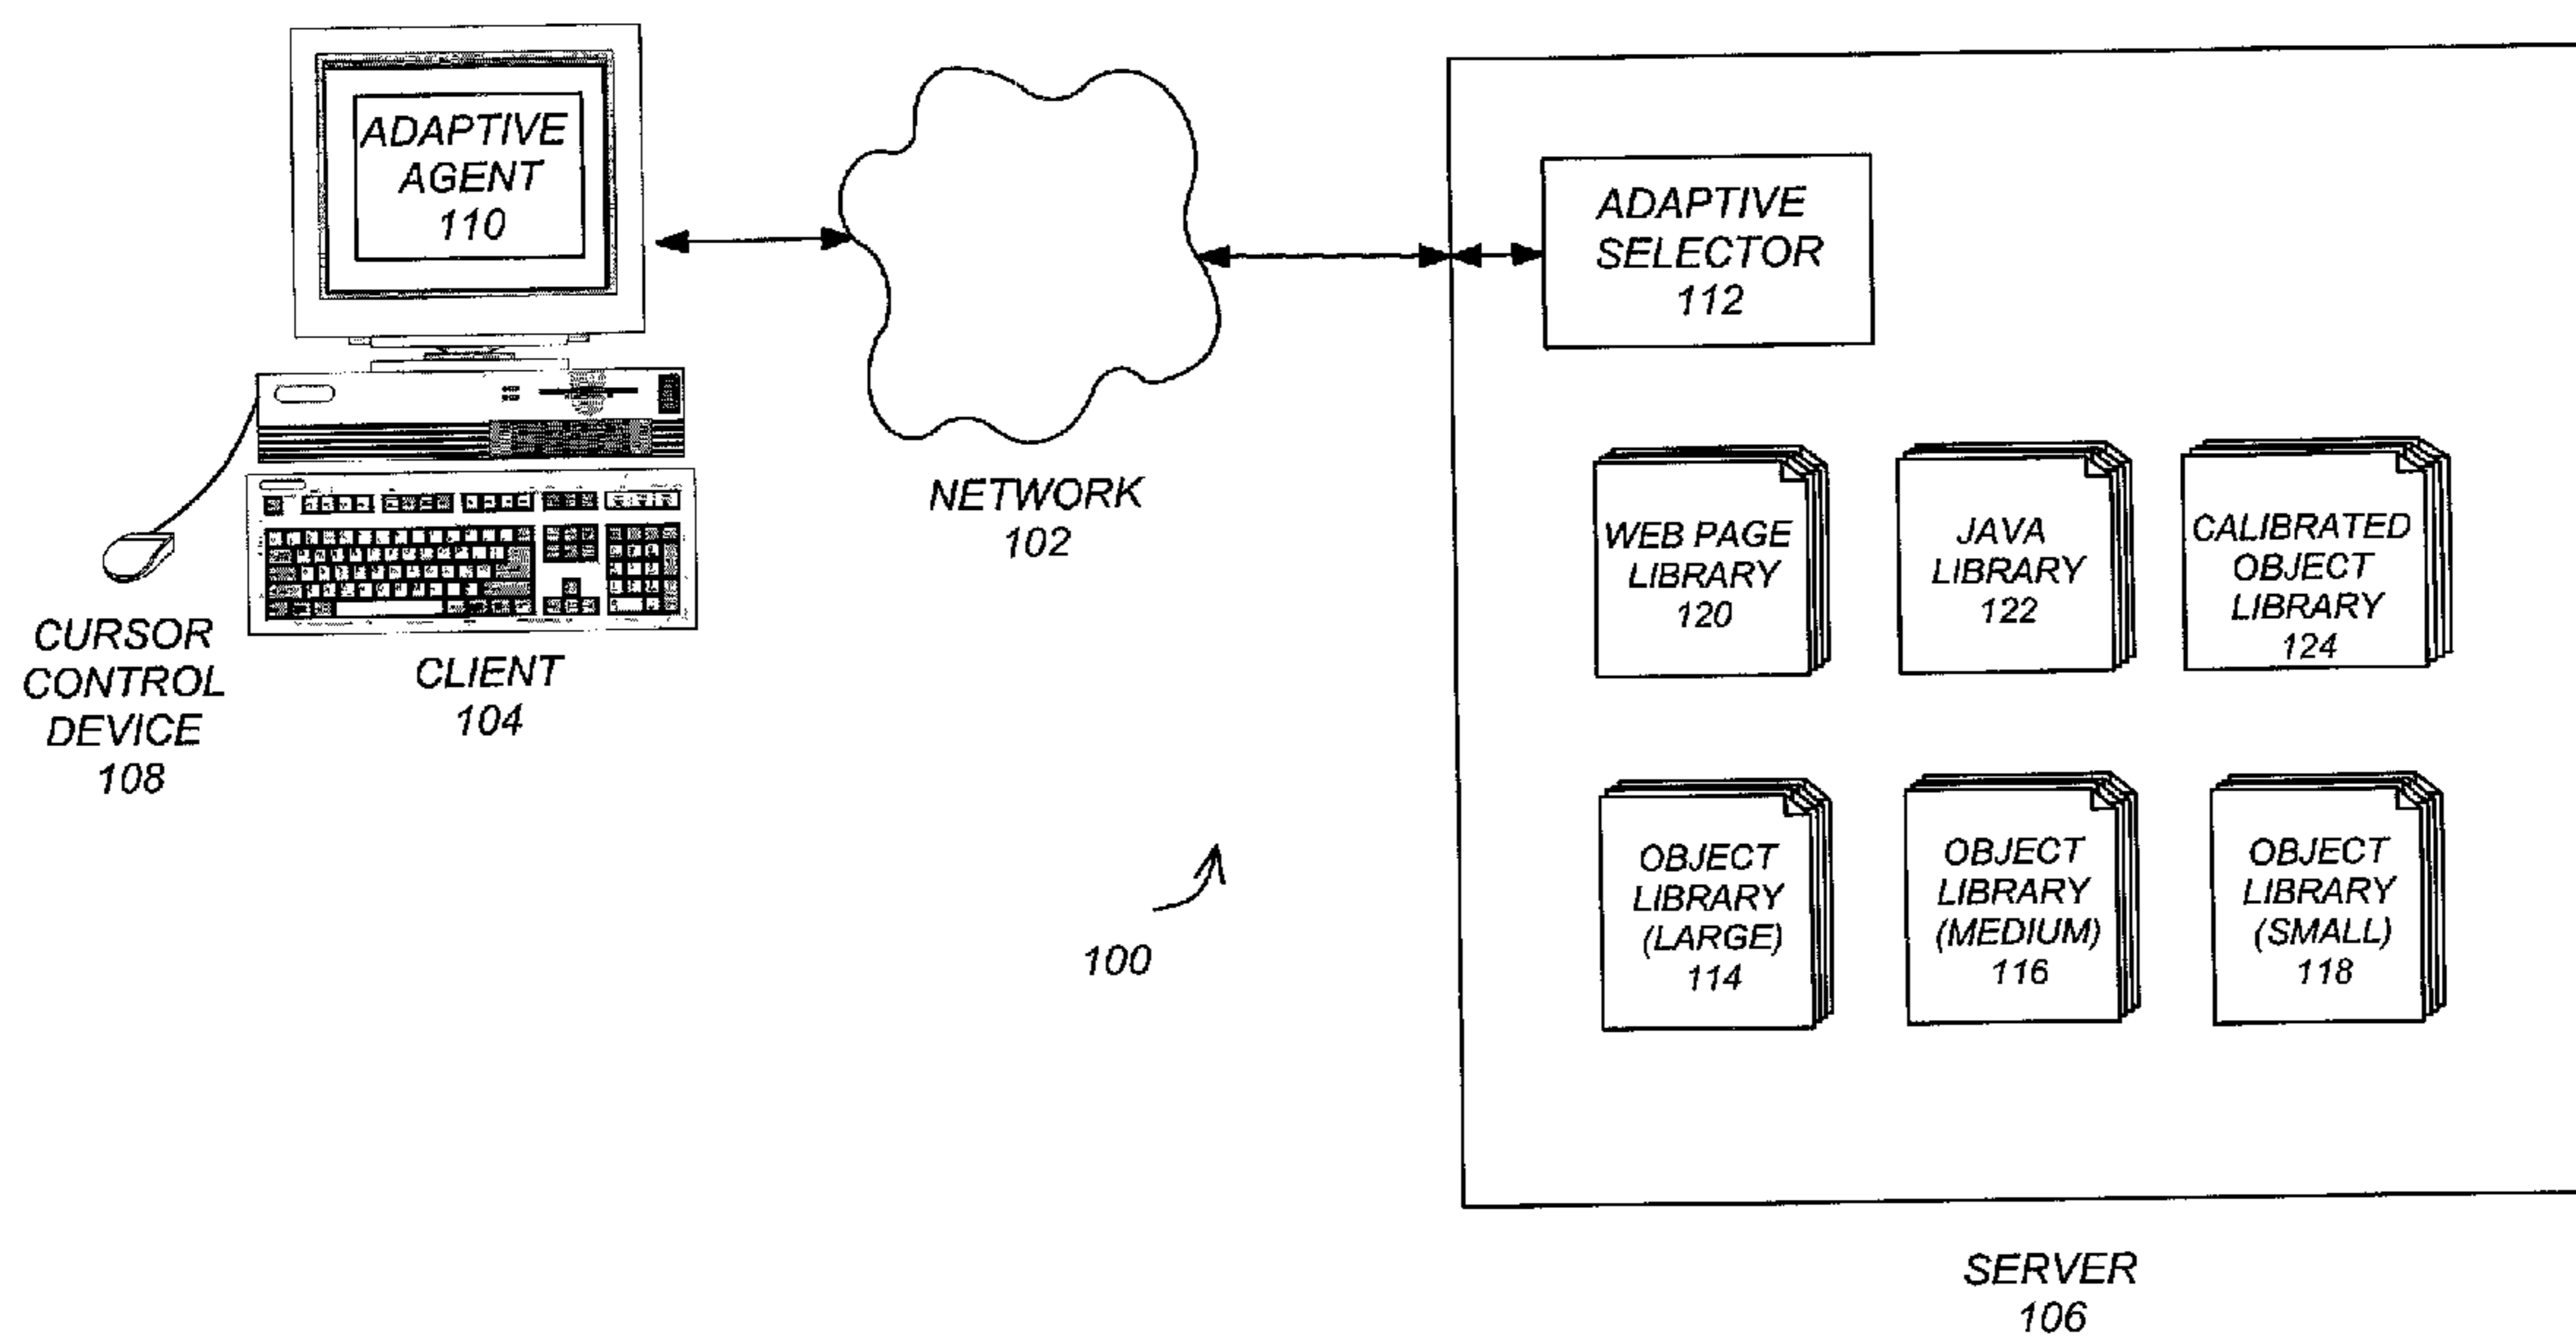 ADAPTIVE
AGENT
110
CURSOR
CONTROL
DEVICE
108
CLIENT
104
NETWORK
102
100
ADAPTIVE
SELECTOR
112
WEB PAGE
LIBRARY
120
JAVA
LIBRARY
122
CALIBRATED
OBJECT
LIBRARY
124
OBJECT
LIBRARY
(LARGE)
114
OBJECT
LIBRARY
(MEDIUM)
116
OBJECT
LIBRARY
(SMALL)
118
SERVER
106